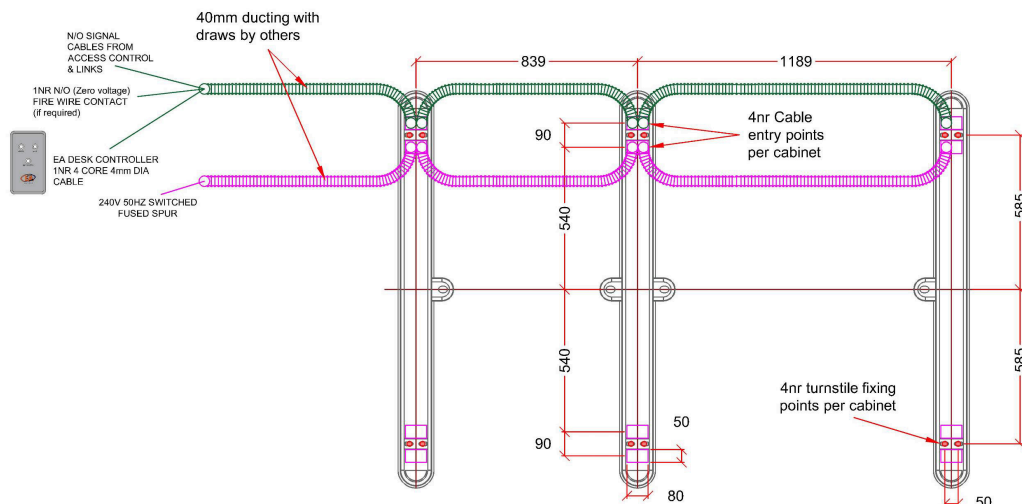 40mm ducting with
draws by others
N/O SIGNAL
CABLES FROM
ACCESS CONTROL
& LINKS
1NR N/O (Zero voltage)
FIRE WIRE CONTACT
(if required)
EA DESK CONTROLLER
1NR 4 CORE 4mm DIA
CABLE
240V 50HZ SWITCHED
FUSED SPUR
839
1189
4nr Cable
entry points
per cabinet
90
540
585
540
585
4nr turnstile fixing
points per cabinet
90
50
80
50